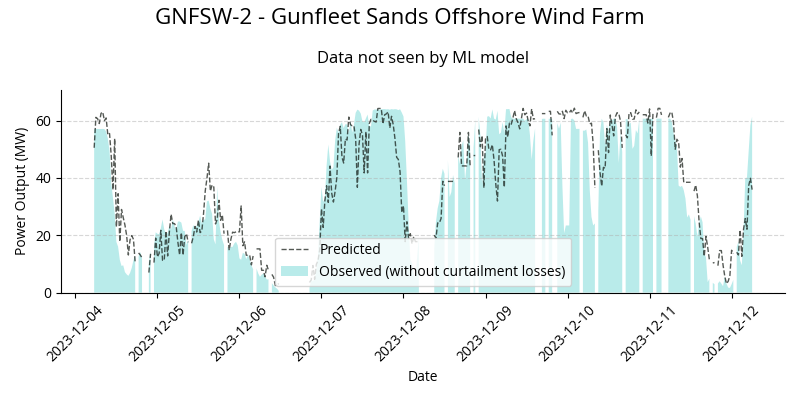 GNFSW-2 - Gunfleet Sands Offshore Wind Farm
Data not seen by ML model
Power Output (MW)
60
40
20
0
Predicted
Observed (without curtailment losses)
2023-12-04
2023-12-05
2023-12-06
2023-12-07
2023-12-08
2023-12-09
2023-12-10
2023-12-11
2023-12-12
Date